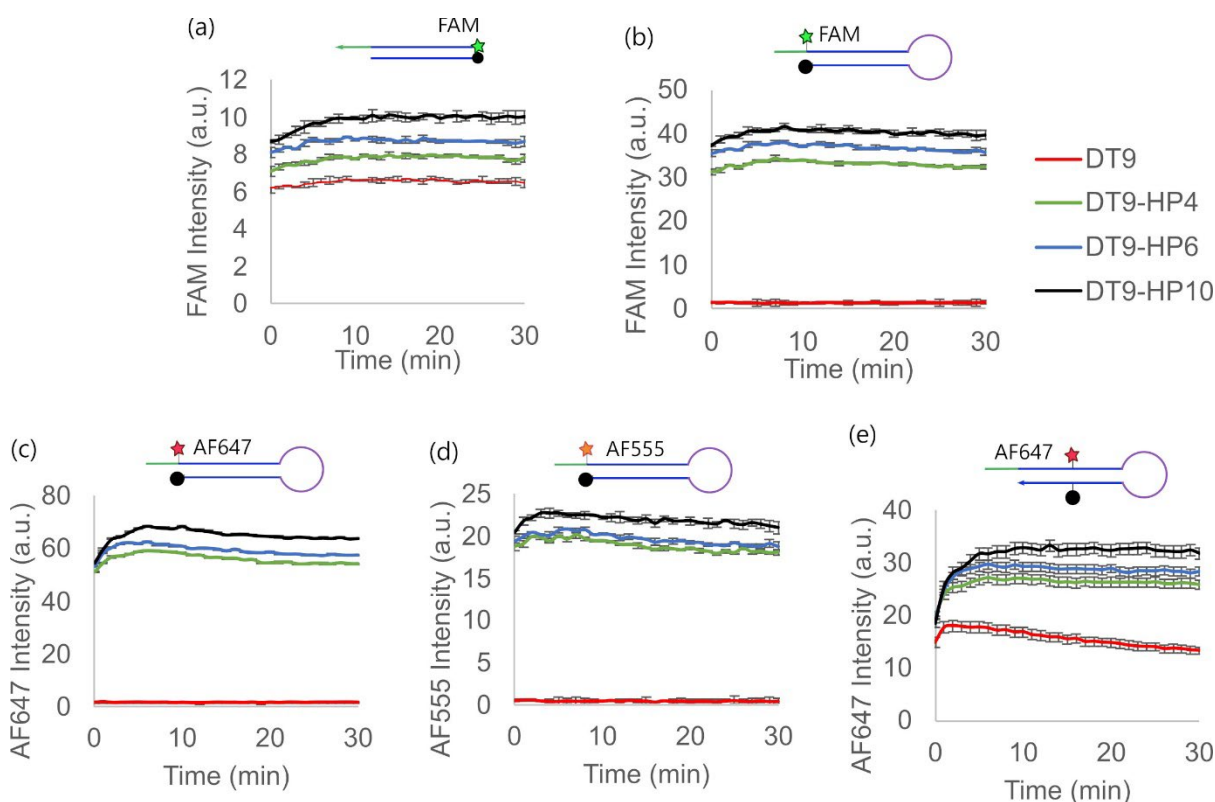 (a)
FAM
FAM Intensity (a.u.)
12
10
8
6
4
2
0
0 10 20 30
Time (min)
(b)
FAM
FAM Intensity (a.u.)
50
40
30
20
10
0
0 10 20 30
Time (min)
DT9
DT9-HP4
DT9-HP6
DT9-HP10
(c)
AF647
AF647 Intensity (a.u.)
80
60
40
20
0
0 10 20 30
Time (min)
(d)
AF555
AF555 Intensity (a.u.)
25
20
15
10
5
0
0 10 20 30
Time (min)
(e)
AF647
AF647 Intensity (a.u.)
40
30
20
10
0
0 10 20 30
Time (min)